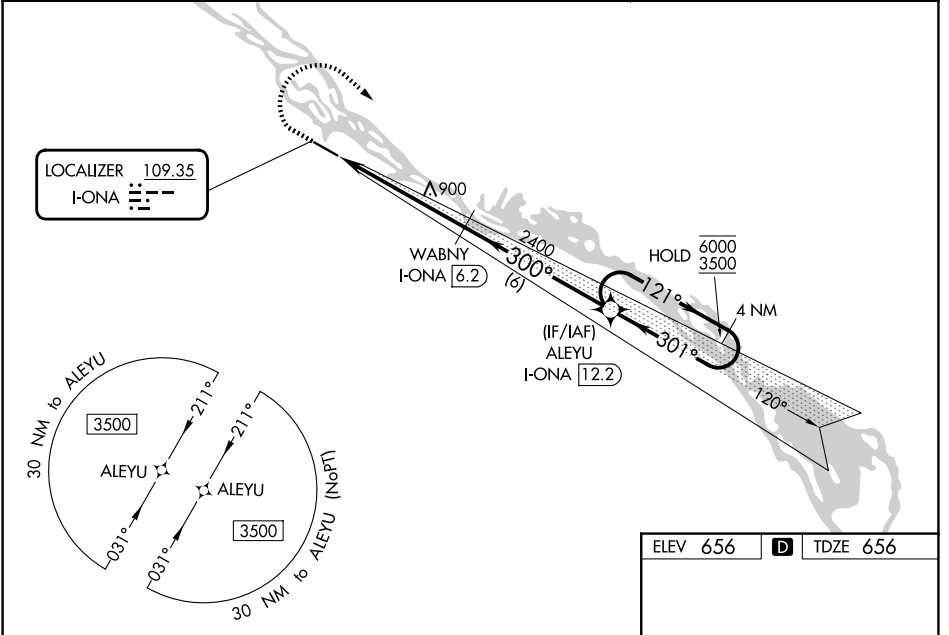 LOCALIZER 109.35
I-ONA
900
WABNY
I-ONA 6.2
2400
300°
(6)
HOLD 6000
3500
121°
4 NM
301°
(IF/IAF)
ALEYU
I-ONA 12.2
120°
30 NM to ALEYU
3500
211°
ALEYU
031°
211°
ALEYU
3500
031°
30 NM to ALEYU (NoPT)
ELEV 656 D TDZE 656